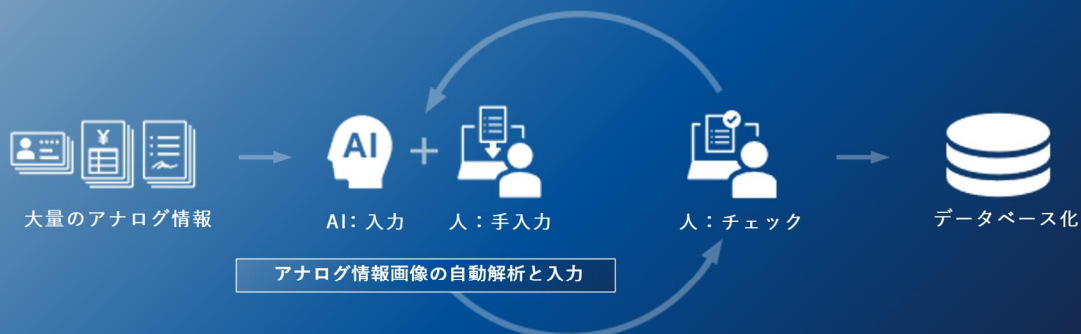 ¥
AI
大量のアナログ情報
AI：入力
人：手入力
人：チェック
データベース化
アナログ情報画像の自動解析と入力